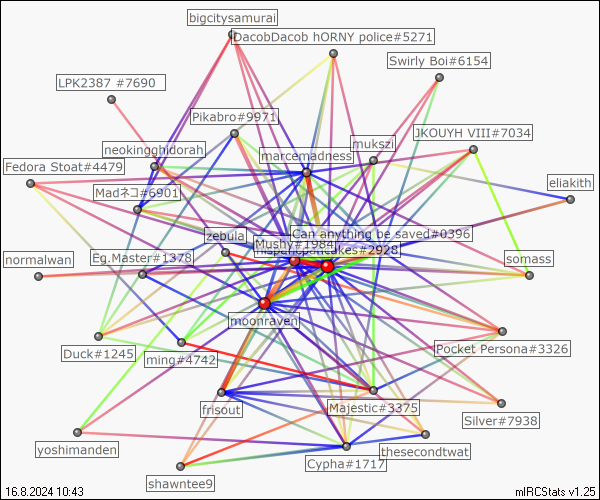 bigcitysamurai
DacobDacob hORNY police#5271
Swirly Boi#6154
LPK2387 #7690
Pikabro#9971
JKOUYH VIII#7034
mukszi
neokingghidorah
marcemadness
Fedora Stoat#4479
eliakith
Madネコ#6901
Can anything be saved#0396
zebula
Mushy#1984
pancakes#2928
normalwan
Eg.Master#1378
somass
moonraven
Duck#1245
ming#4742
Pocket Persona#3326
frisout
Majestic#3375
Silver#7938
yoshimanden
thesecondtwat
Cypha#1717
shawntee9
16.8.2024 10:43
mIRCStats v1.25